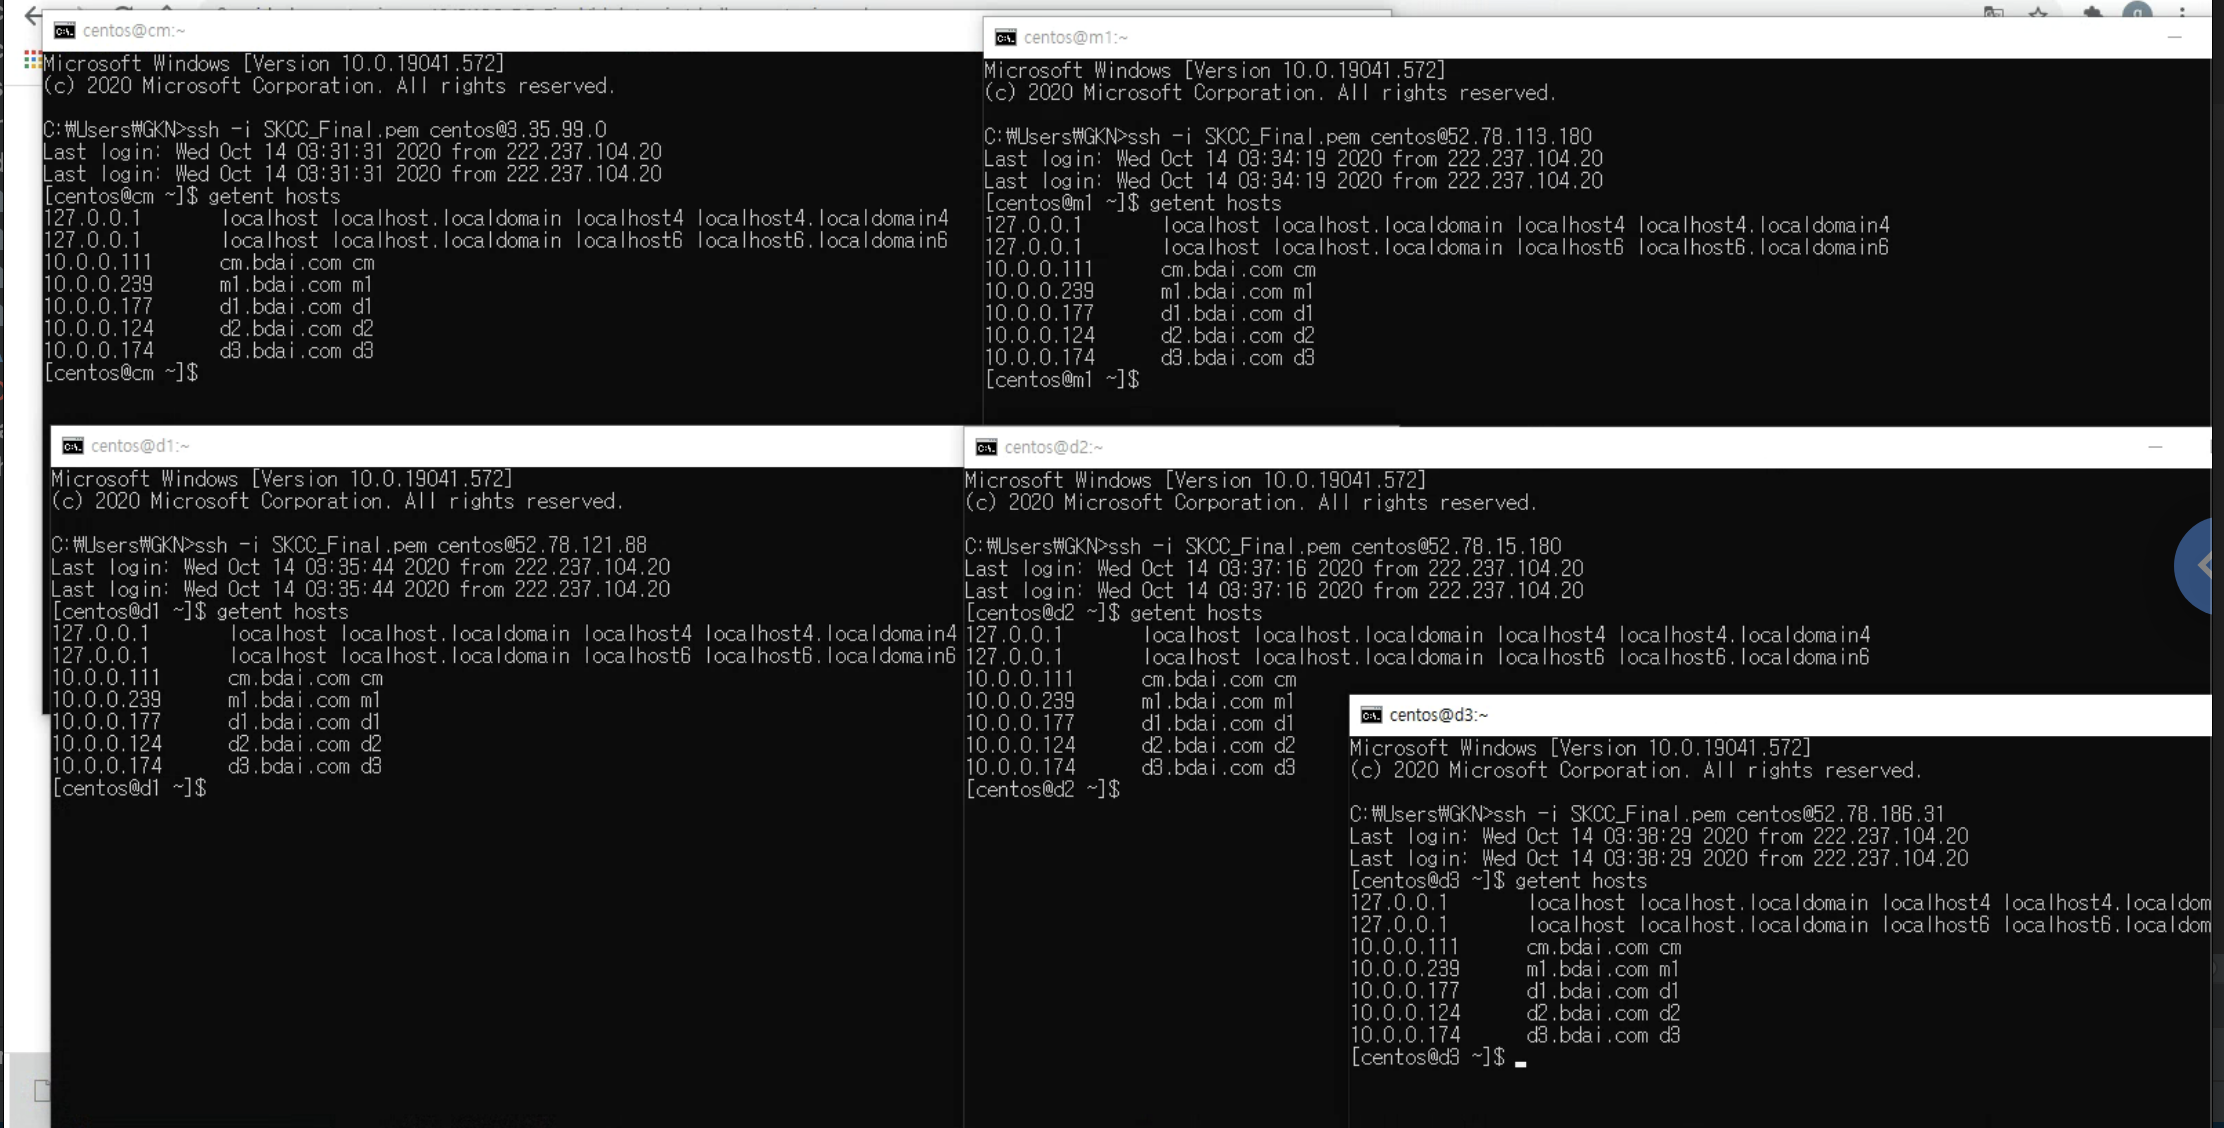 centos@cm:~
Microsoft Windows [Version 10.0.19041.572]
(c) 2020 Microsoft Corporation. All rights reserved.
C:₩Users₩GKN>ssh -i SKCC_Final.pem centos@3.35.99.0
Last login: Wed Oct 14 03:31:31 2020 from 222.237.104.20
Last login: Wed Oct 14 03:31:31 2020 from 222.237.104.20
[centos@cm ~]$ getent hosts
127.0.0.1 localhost localhost.localdomain localhost4 localhost4.localdomain4
127.0.0.1 localhost localhost.localdomain localhost6 localhost6.localdomain6
10.0.0.111 cm.bdai.com cm
10.0.0.239 m1.bdai.com m1
10.0.0.177 d1.bdai.com d1
10.0.0.124 d2.bdai.com d2
10.0.0.174 d3.bdai.com d3
[centos@cm ~]$
centos@m1:~
Microsoft Windows [Version 10.0.19041.572]
(c) 2020 Microsoft Corporation. All rights reserved.
C:₩Users₩GKN>ssh -i SKCC_Final.pem centos@52.78.113.180
Last login: Wed Oct 14 03:34:19 2020 from 222.237.104.20
Last login: Wed Oct 14 03:34:19 2020 from 222.237.104.20
[centos@m1 ~]$ getent hosts
127.0.0.1 localhost localhost.localdomain localhost4 localhost4.localdomain4
127.0.0.1 localhost localhost.localdomain localhost6 localhost6.localdomain6
10.0.0.111 cm.bdai.com cm
10.0.0.239 m1.bdai.com m1
10.0.0.177 d1.bdai.com d1
10.0.0.124 d2.bdai.com d2
10.0.0.174 d3.bdai.com d3
[centos@m1 ~]$
centos@d1:~
Microsoft Windows [Version 10.0.19041.572]
(c) 2020 Microsoft Corporation. All rights reserved.
C:₩Users₩GKN>ssh -i SKCC_Final.pem centos@52.78.121.88
Last login: Wed Oct 14 03:35:44 2020 from 222.237.104.20
Last login: Wed Oct 14 03:35:44 2020 from 222.237.104.20
[centos@d1 ~]$ getent hosts
127.0.0.1 localhost localhost.localdomain localhost4 localhost4.localdomain4
127.0.0.1 localhost localhost.localdomain localhost6 localhost6.localdomain6
10.0.0.111 cm.bdai.com cm
10.0.0.239 m1.bdai.com m1
10.0.0.177 d1.bdai.com d1
10.0.0.124 d2.bdai.com d2
10.0.0.174 d3.bdai.com d3
[centos@d1 ~]$
centos@d2:~
Microsoft Windows [Version 10.0.19041.572]
(c) 2020 Microsoft Corporation. All rights reserved.
C:₩Users₩GKN>ssh -i SKCC_Final.pem centos@52.78.15.180
Last login: Wed Oct 14 03:37:16 2020 from 222.237.104.20
Last login: Wed Oct 14 03:37:16 2020 from 222.237.104.20
[centos@d2 ~]$ getent hosts
127.0.0.1 localhost localhost.localdomain localhost4 localhost4.localdomain4
127.0.0.1 localhost localhost.localdomain localhost6 localhost6.localdomain6
10.0.0.111 cm.bdai.com cm
10.0.0.239 m1.bdai.com m1
10.0.0.177 d1.bdai.com d1
10.0.0.124 d2.bdai.com d2
10.0.0.174 d3.bdai.com d3
[centos@d2 ~]$
centos@d3:~
Microsoft Windows [Version 10.0.19041.572]
(c) 2020 Microsoft Corporation. All rights reserved.
C:₩Users₩GKN>ssh -i SKCC_Final.pem centos@52.78.186.31
Last login: Wed Oct 14 03:38:29 2020 from 222.237.104.20
Last login: Wed Oct 14 03:38:29 2020 from 222.237.104.20
[centos@d3 ~]$ getent hosts
127.0.0.1 localhost localhost.localdomain localhost4 localhost4.localdom
127.0.0.1 localhost localhost.localdomain localhost6 localhost6.localdom
10.0.0.111 cm.bdai.com cm
10.0.0.239 m1.bdai.com m1
10.0.0.177 d1.bdai.com d1
10.0.0.124 d2.bdai.com d2
10.0.0.174 d3.bdai.com d3
[centos@d3 ~]$